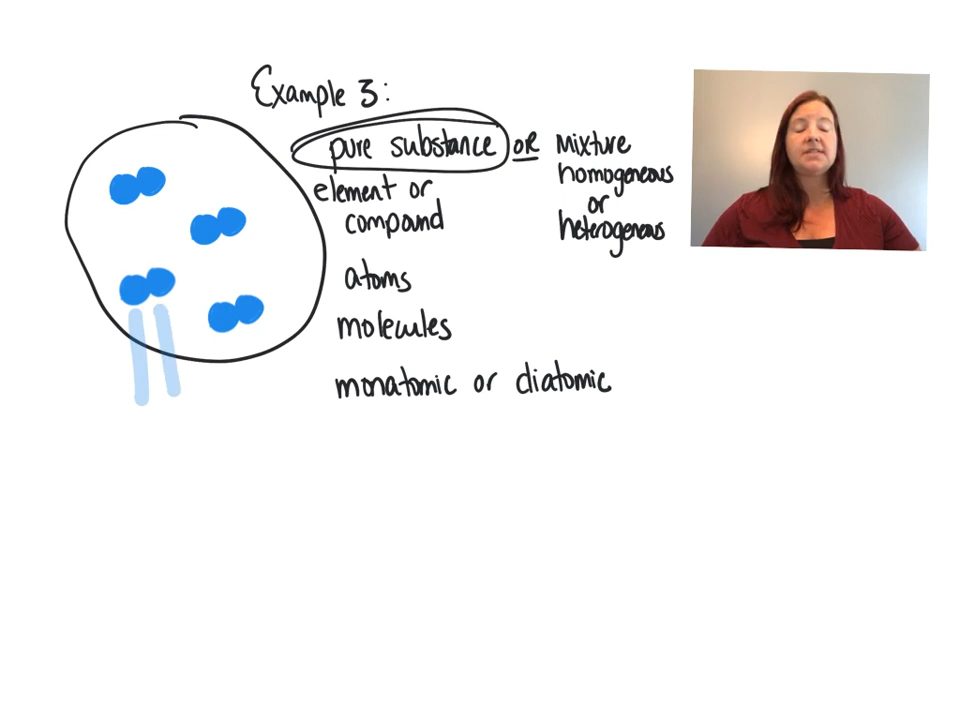 Example 3:
pure substance OR Mixture
element or
compound
homogeneous
or
heterogeneous
atoms
molecules
monatomic or diatomic